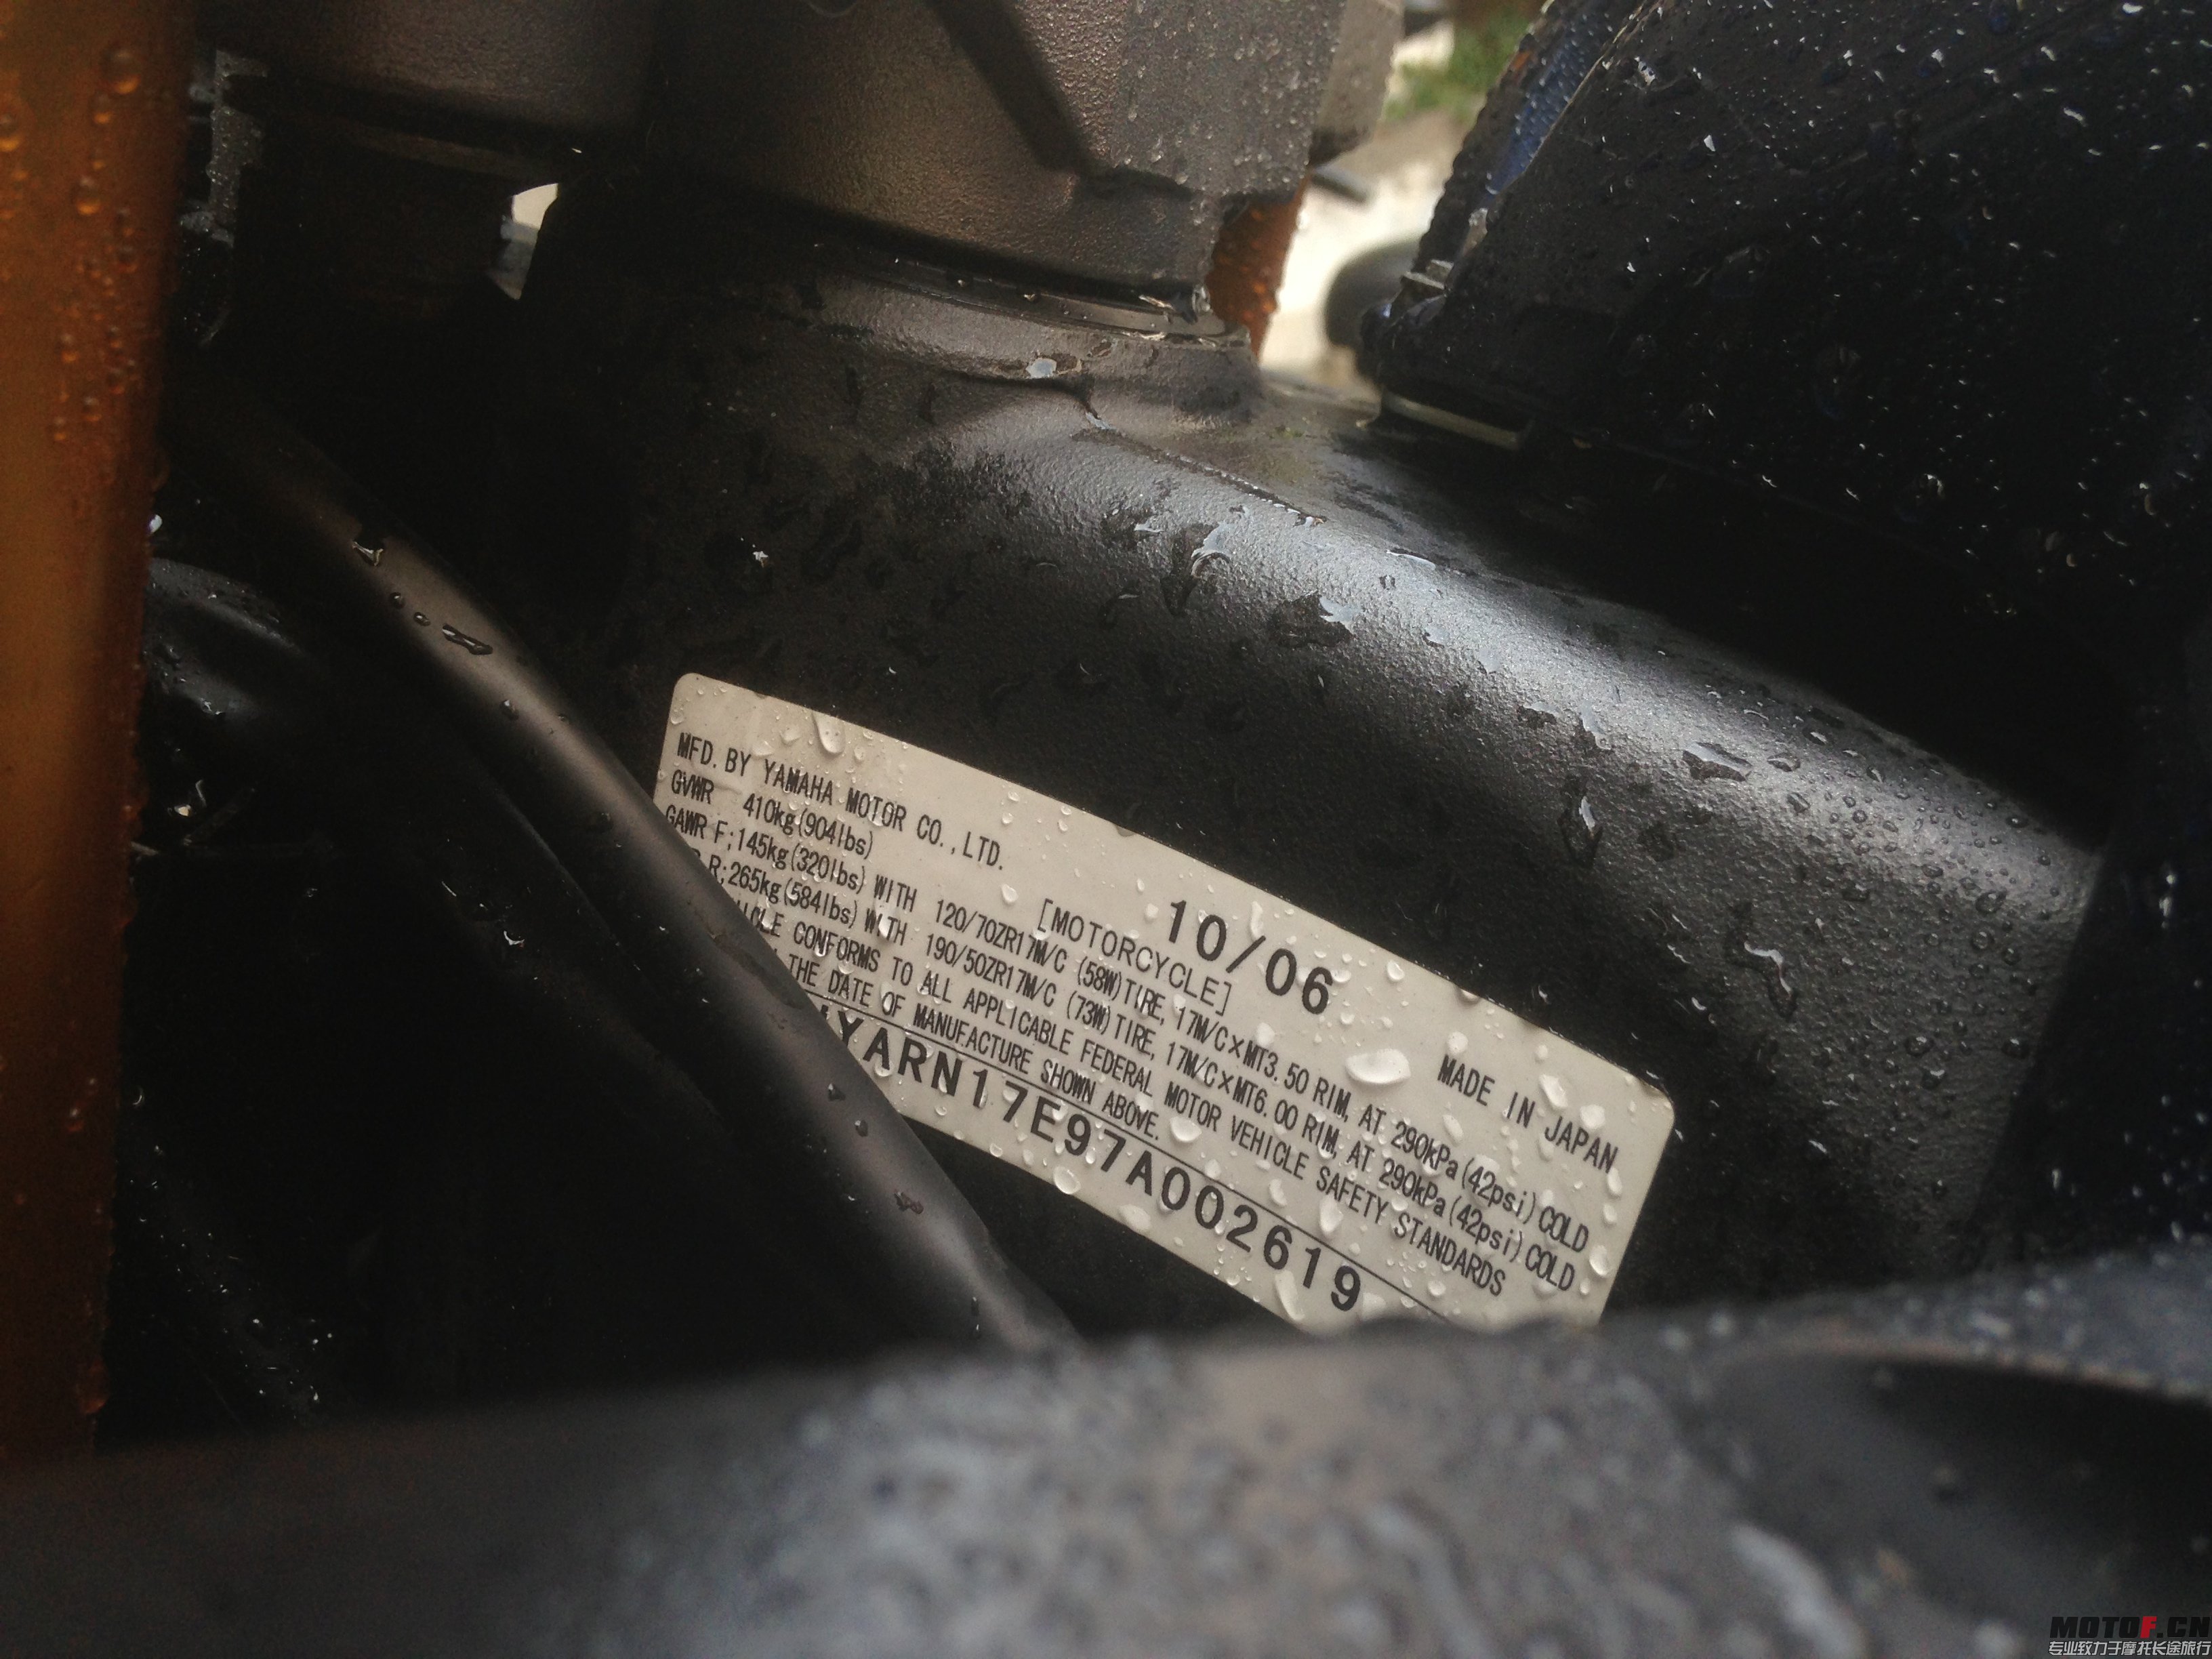 MFD. BY YAMAHA MOTOR CO., LTD.
10/06
MADE IN JAPAN
GVWR 410kg(904lbs)
[MOTORCYCLE]
GAWR F;145kg(320lbs) WITH 120/70ZR17M/C (58W)TIRE, 17M/C×MT3.50 RIM, AT 290kPa(42psi) COLD
R;265kg(584lbs) WITH 190/50ZR17M/C (73W)TIRE, 17M/C×MT6.00 RIM, AT 290kPa(42psi) COLD
CONFORMS TO ALL APPLICABLE FEDERAL MOTOR VEHICLE SAFETY STANDARDS
THE DATE OF MANUFACTURE SHOWN ABOVE.
YARN17E97A002619
MOTOF.CN
专业致力于摩托长途旅行